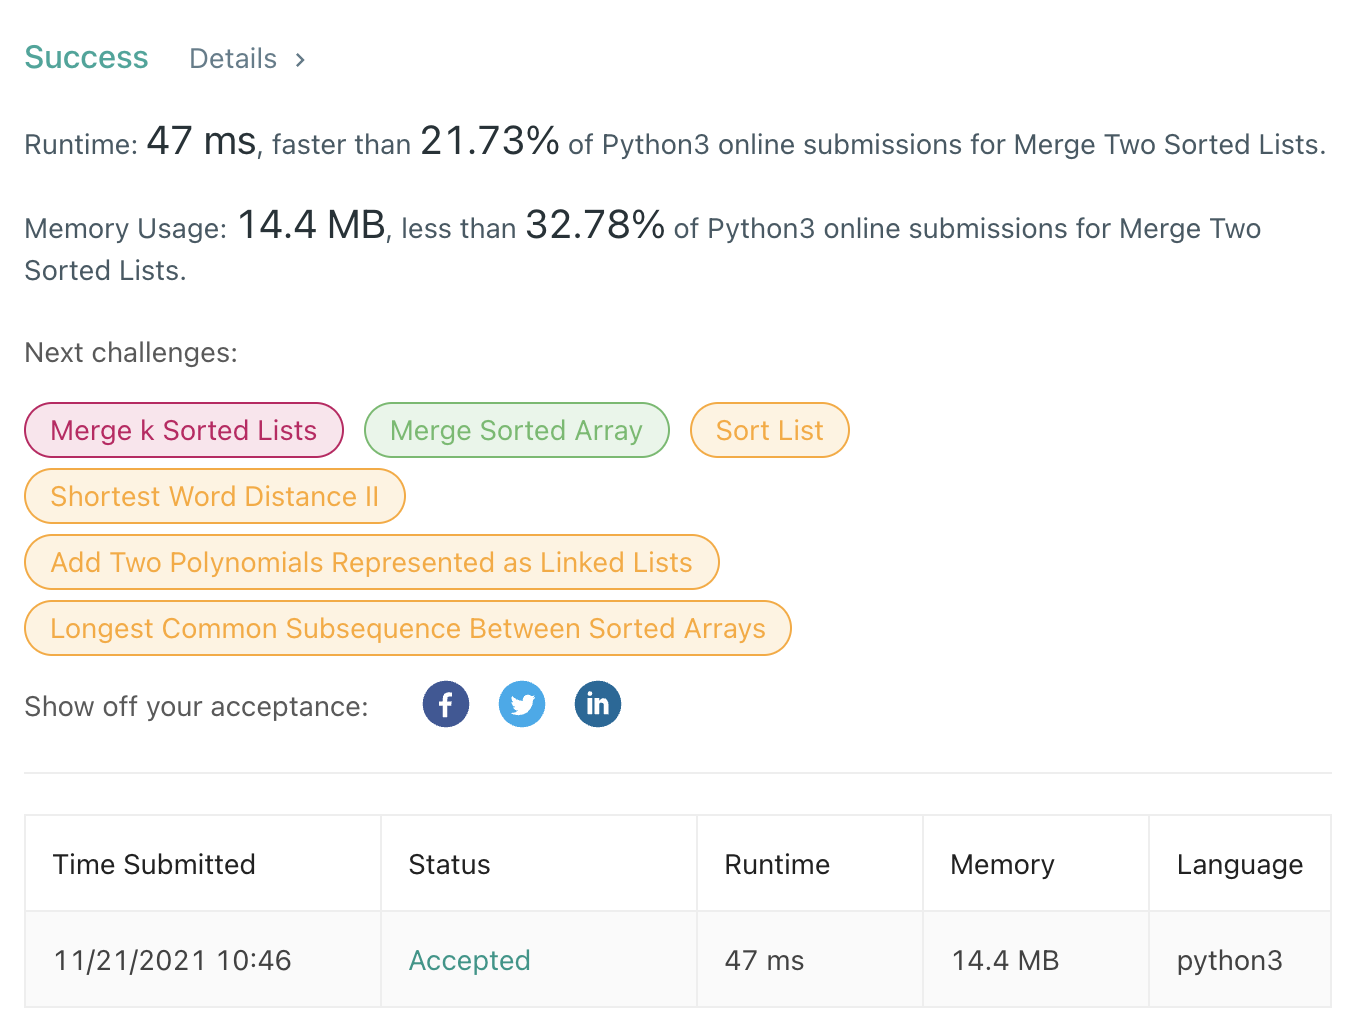 Success Details >
Runtime: 47 ms, faster than 21.73% of Python3 online submissions for Merge Two Sorted Lists.
Memory Usage: 14.4 MB, less than 32.78% of Python3 online submissions for Merge Two
Sorted Lists.
Next challenges:
Merge k Sorted Lists Merge Sorted Array Sort List
Shortest Word Distance II
Add Two Polynomials Represented as Linked Lists
Longest Common Subsequence Between Sorted Arrays
Show off your acceptance: f in
Time Submitted Status Runtime Memory Language
11/21/2021 10:46 Accepted 47 ms 14.4 MB python3